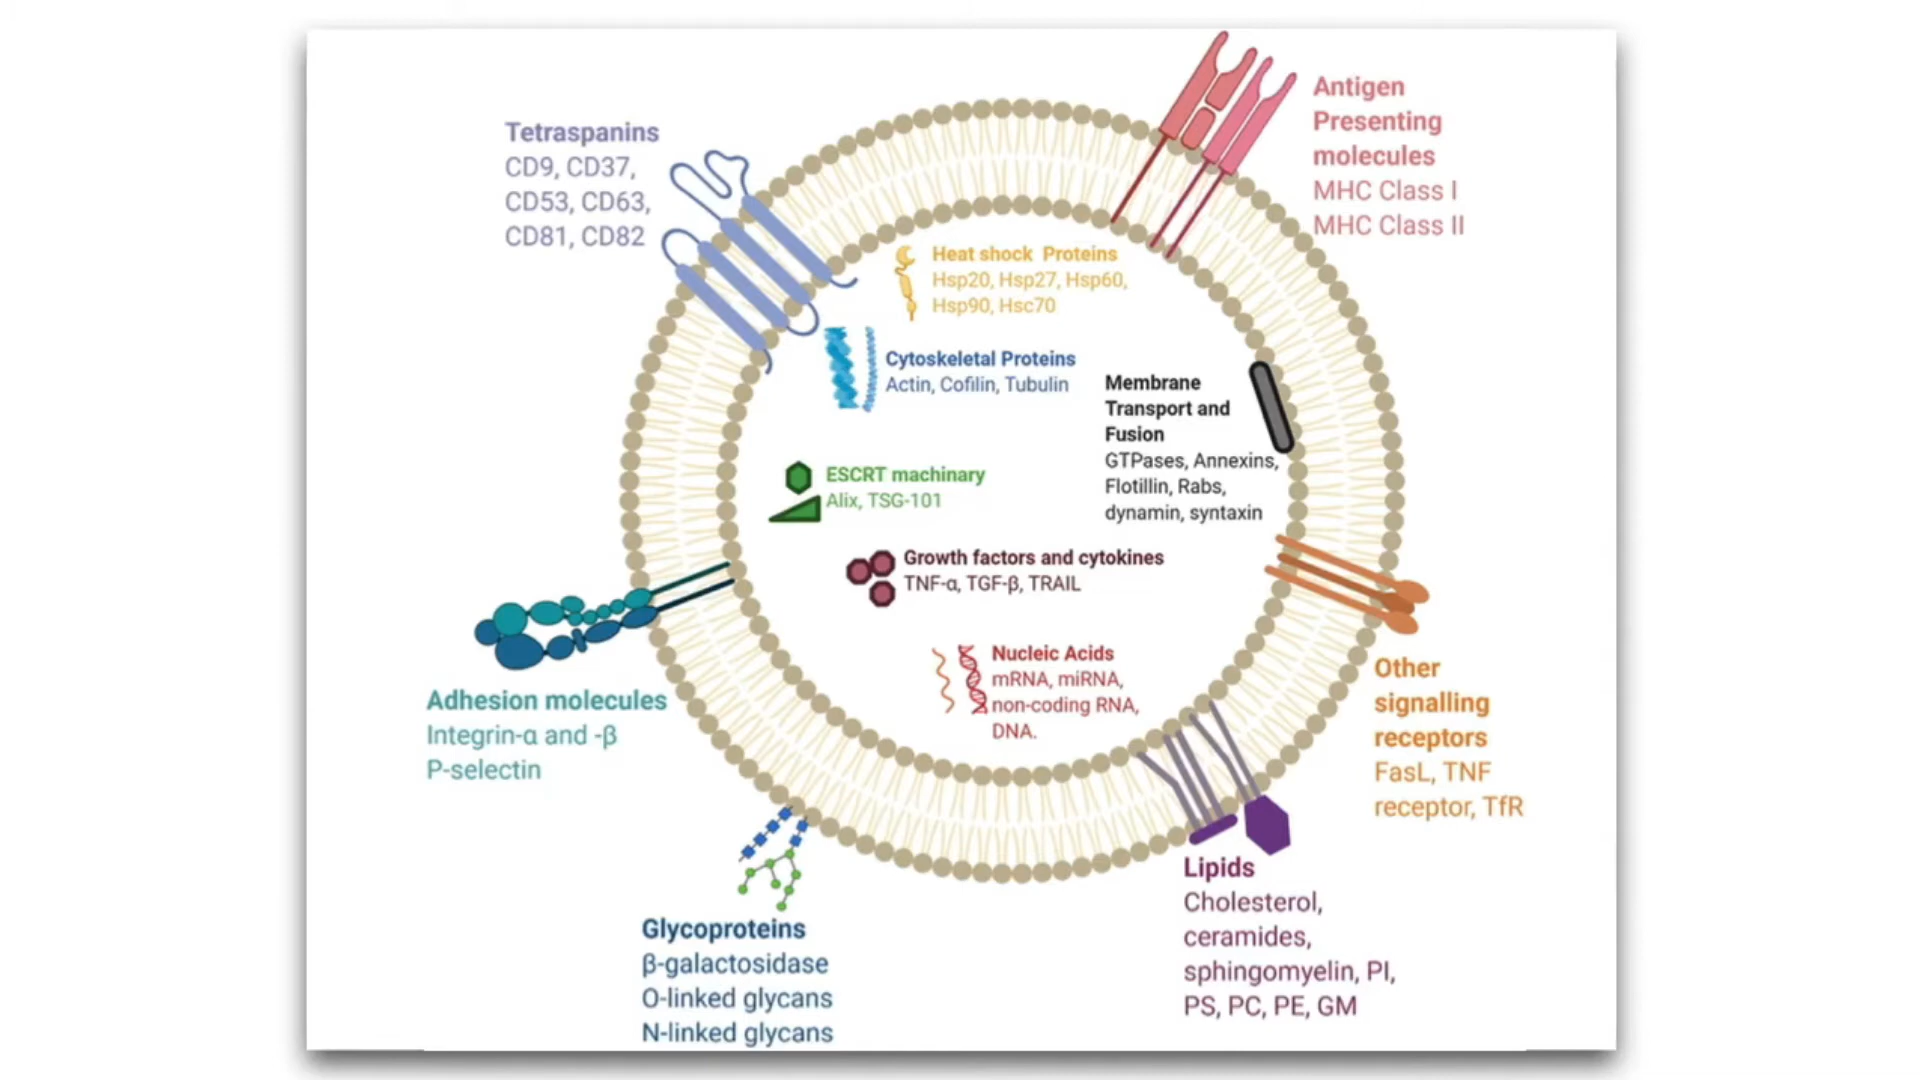 Tetraspanins
CD9, CD37,
CD53, CD63,
CD81, CD82
Antigen
Presenting
molecules
MHC Class I
MHC Class II
Heat shock Proteins
Hsp20, Hsp27, Hsp60,
Hsp90, Hsc70
Cytoskeletal Proteins
Actin, Cofilin, Tubulin
Membrane
Transport and
Fusion
GTPases, Annexins,
Flotillin, Rabs,
dynamin, syntaxin
ESCRT machinary
Alix, TSG-101
Growth factors and cytokines
TNF-α, TGF-β, TRAIL
Nucleic Acids
mRNA, miRNA,
non-coding RNA,
DNA.
Adhesion molecules
Integrin-α and -β
P-selectin
Other
signalling
receptors
FasL, TNF
receptor, TfR
Glycoproteins
β-galactosidase
O-linked glycans
N-linked glycans
Lipids
Cholesterol,
ceramides,
sphingomyelin, PI,
PS, PC, PE, GM